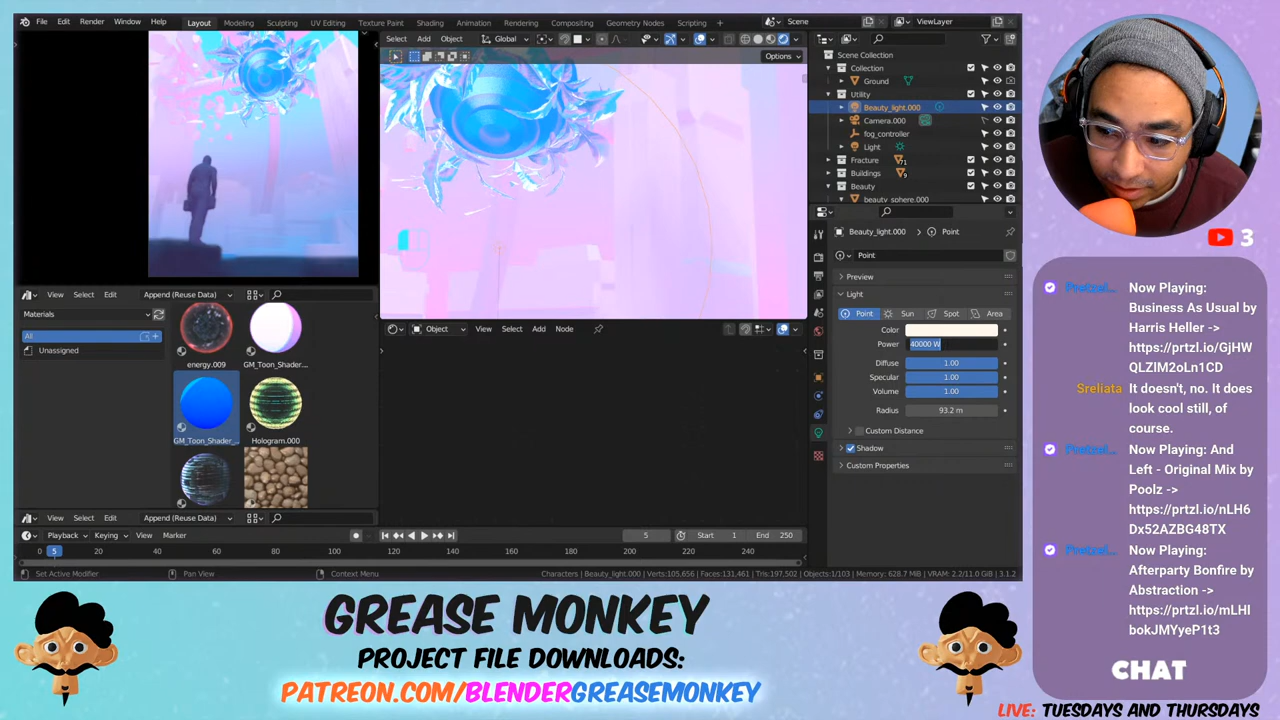 File Edit Render Window Help Layout Modeling Sculpting UV Editing Texture Paint Shading Animation Rendering Compositing Geometry Nodes Scripting Scene ViewLayer
Select Add Object Global
Options
Scene Collection
Collection
Ground
Utility
Beauty_light.000
Camera.000
fog_controller
Light
Fracture 71
Buildings 9
Beauty
beauty_sphere.000
Beauty_light.000 > Point
Point
Preview
Light
Point Sun Spot Area
Color
Power 40000 W
Diffuse 1.00
Specular 1.00
Volume 1.00
Radius 93.2 m
Custom Distance
Shadow
Custom Properties
View Select Edit Append (Reuse Data)
Materials
All
Unassigned
energy.009
GM_Toon_Shader...
GM_Toon_Shader_...
Hologram.000
Object View Select Add Node
View Select Edit Append (Reuse Data)
Playback Keying View Marker 5 Start 1 End 250
0 5 20 40 60 80 100 120 140 160 180 200 220 240
Set Active Modifier Pan View Context Menu Characters | Beauty_light.000 | Verts:105,656 | Faces:131,461 | Tris:197,502 | Objects:1/103 | Memory: 628.7 MiB | VRAM: 2.2/11.0 GiB | 3.1.2
3
Pretzel... Now Playing:
Business As Usual by
Harris Heller ->
https://prtzl.io/GjHW
QLZlM2oLn1CD
Sreliata It doesn't, no. It does
look cool still, of
course.
Pretzel... Now Playing: And
Left - Original Mix by
Poolz ->
https://prtzl.io/nLH6
Dx52AZBG48TX
Pretzel... Now Playing:
Afterparty Bonfire by
Abstraction ->
https://prtzl.io/mLHI
bokJMYyeP1t3
CHAT
GREASE MONKEY
PROJECT FILE DOWNLOADS:
PATREON.COM/BLENDERGREASEMONKEY
LIVE: TUESDAYS AND THURSDAYS